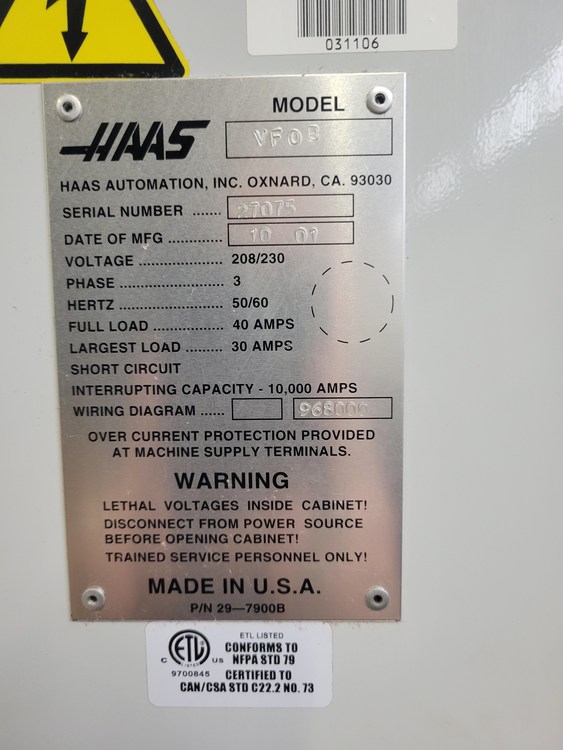 031106
MODEL
HAAS VF0B
HAAS AUTOMATION, INC. OXNARD, CA. 93030
SERIAL NUMBER ....... 27075
DATE OF MFG ............. 10 01
VOLTAGE .................... 208/230
PHASE ......................... 3
HERTZ ......................... 50/60
FULL LOAD ................. 40 AMPS
LARGEST LOAD ......... 30 AMPS
SHORT CIRCUIT
INTERRUPTING CAPACITY - 10,000 AMPS
WIRING DIAGRAM ...... 968000
OVER CURRENT PROTECTION PROVIDED
AT MACHINE SUPPLY TERMINALS.
WARNING
LETHAL VOLTAGES INSIDE CABINET!
DISCONNECT FROM POWER SOURCE
BEFORE OPENING CABINET!
TRAINED SERVICE PERSONNEL ONLY!
MADE IN U.S.A.
P/N 29—7900B
ETL LISTED
CONFORMS TO
NFPA STD 79
C ETL LISTED US
9700845
CERTIFIED TO
CAN/CSA STD C22.2 NO. 73